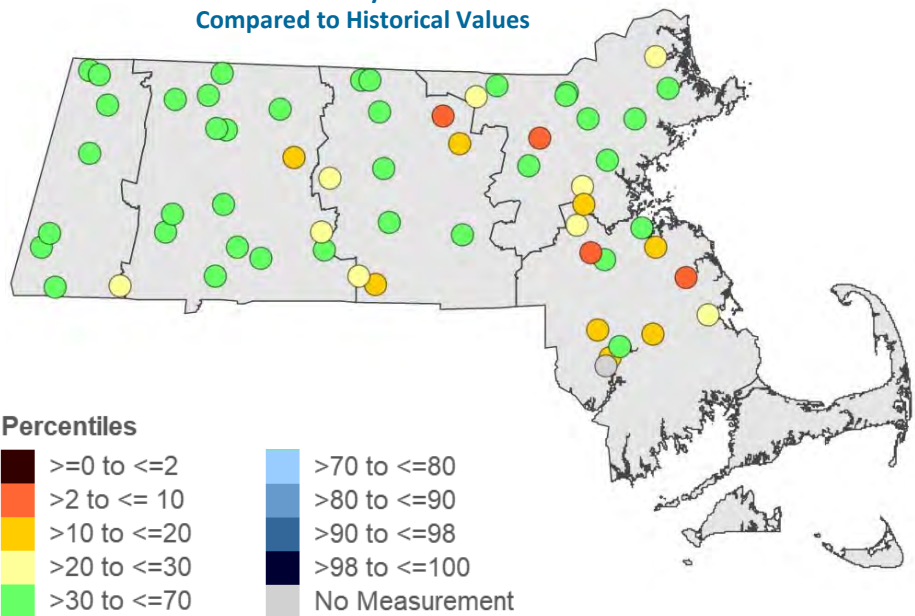 Compared to Historical Values
Percentiles
>=0 to <=2
>2 to <= 10
>10 to <=20
>20 to <=30
>30 to <=70
>70 to <=80
>80 to <=90
>90 to <=98
>98 to <=100
No Measurement